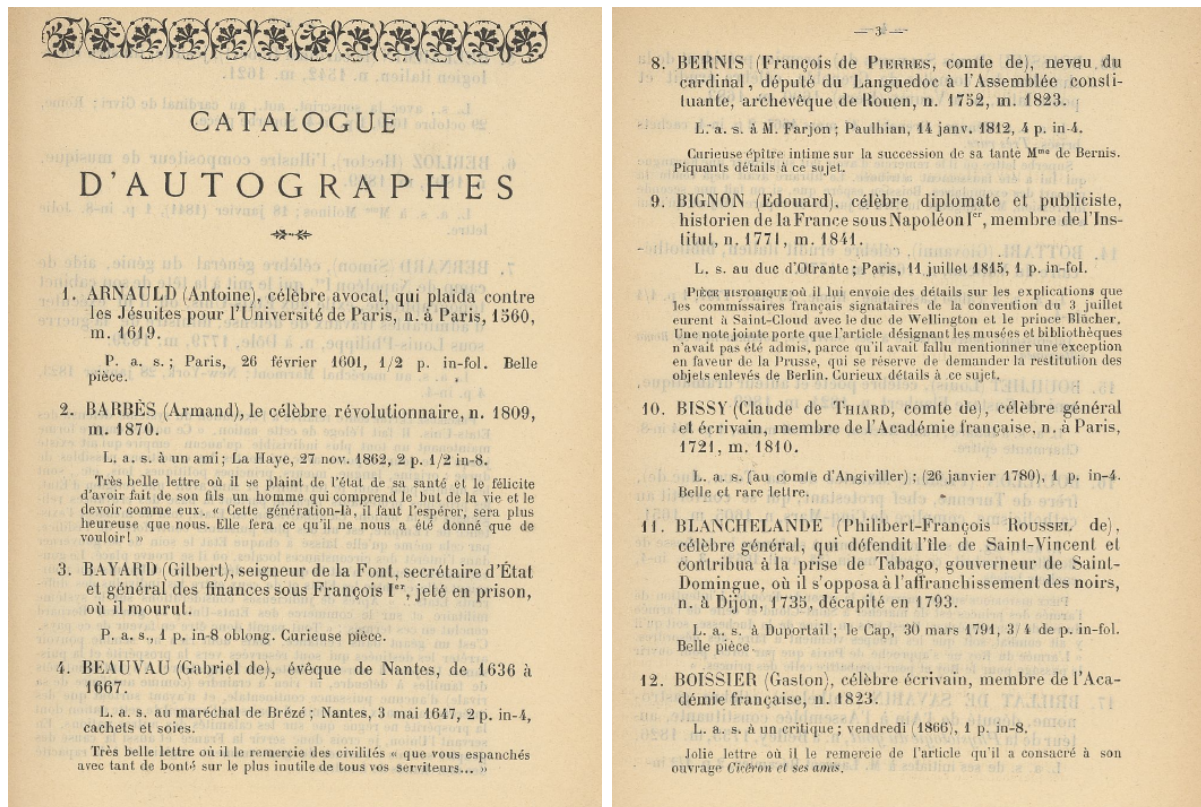 CATALOGUE
D'AUTOGRAPHES
1. ARNAULD (Antoine), célèbre avocat, qui plaida contre
les Jésuites pour l'Université de Paris, n. à Paris, 1560,
m. 1619.
P. a. s.; Paris, 26 février 1601, 1/2 p. in-fol. Belle
pièce.
2. BARBÈS (Armand), le célèbre révolutionnaire, n. 1809,
m. 1870.
L. a. s. à un ami; La Haye, 27 nov. 1862, 2 p. 1/2 in-8.
Très belle lettre où il se plaint de l'état de sa santé et le félicite
d'avoir fait de son fils un homme qui comprend le but de la vie et le
devoir comme eux. « Cette génération-là, il faut l'espérer, sera plus
heureuse que nous. Elle fera ce qu'il ne nous a été donné que de
vouloir! »
3. BAYARD (Gilbert), seigneur de la Font, secrétaire d'État
et général des finances sous François Ier, jeté en prison,
où il mourut.
P. a. s., 1 p. in-8 oblong. Curieuse pièce.
4. BEAUVAU (Gabriel de), évêque de Nantes, de 1636 à
1667.
L. a. s. au maréchal de Brézé; Nantes, 3 mai 1647, 2 p. in-4,
cachets et soies.
Très belle lettre où il le remercie des civilités « que vous espanchés
avec tant de bonté sur le plus inutile de tous vos serviteurs... »
— 3 —
8. BERNIS (François de PIERRES, comte de), neveu du
cardinal, député du Languedoc à l'Assemblée consti-
tuante, archevêque de Rouen, n. 1752, m. 1823.
L. a. s. à M. Farjon; Paulhian, 14 janv. 1812, 4 p. in-4.
Curieuse épître intime sur la succession de sa tante Mme de Bernis.
Piquants détails à ce sujet.
9. BIGNON (Edouard), célèbre diplomate et publiciste,
historien de la France sous Napoléon Ier, membre de l'Ins-
titut, n. 1771, m. 1841.
L. s. au duc d'Otrante; Paris, 11 juillet 1815, 1 p. in-fol.
PIÈCE HISTORIQUE où il lui envoie des détails sur les explications que
les commissaires français signataires de la convention du 3 juillet
eurent à Saint-Cloud avec le duc de Wellington et le prince Blücher.
Une note jointe porte que l'article désignant les musées et bibliothèques
n'avait pas été admis, parce qu'il avait fallu mentionner une exception
en faveur de la Prusse, qui se réserve de demander la restitution des
objets enlevés de Berlin. Curieux détails à ce sujet.
10. BISSY (Claude de THIARD, comte de), célèbre général
et écrivain, membre de l'Académie française, n. à Paris,
1721, m. 1810.
L. a. s. (au comte d'Angiviller); (26 janvier 1780), 1 p. in-4.
Belle et rare lettre.
11. BLANCHELANDE (Philibert-François ROUSSEL de),
célèbre général, qui défendit l'île de Saint-Vincent et
contribua à la prise de Tabago, gouverneur de Saint-
Domingue, où il s'opposa à l'affranchissement des noirs,
n. à Dijon, 1735, décapité en 1793.
L. a. s. à Duportail; le Cap, 30 mars 1791, 3/4 de p. in-fol.
Belle pièce.
12. BOISSIER (Gaston), célèbre écrivain, membre de l'Aca-
démie française, n. 1823.
L. a. s. à un critique; vendredi (1866), 1 p. in-8.
Jolie lettre où il le remercie de l'article qu'il a consacré à son
ouvrage Cicéron et ses amis.